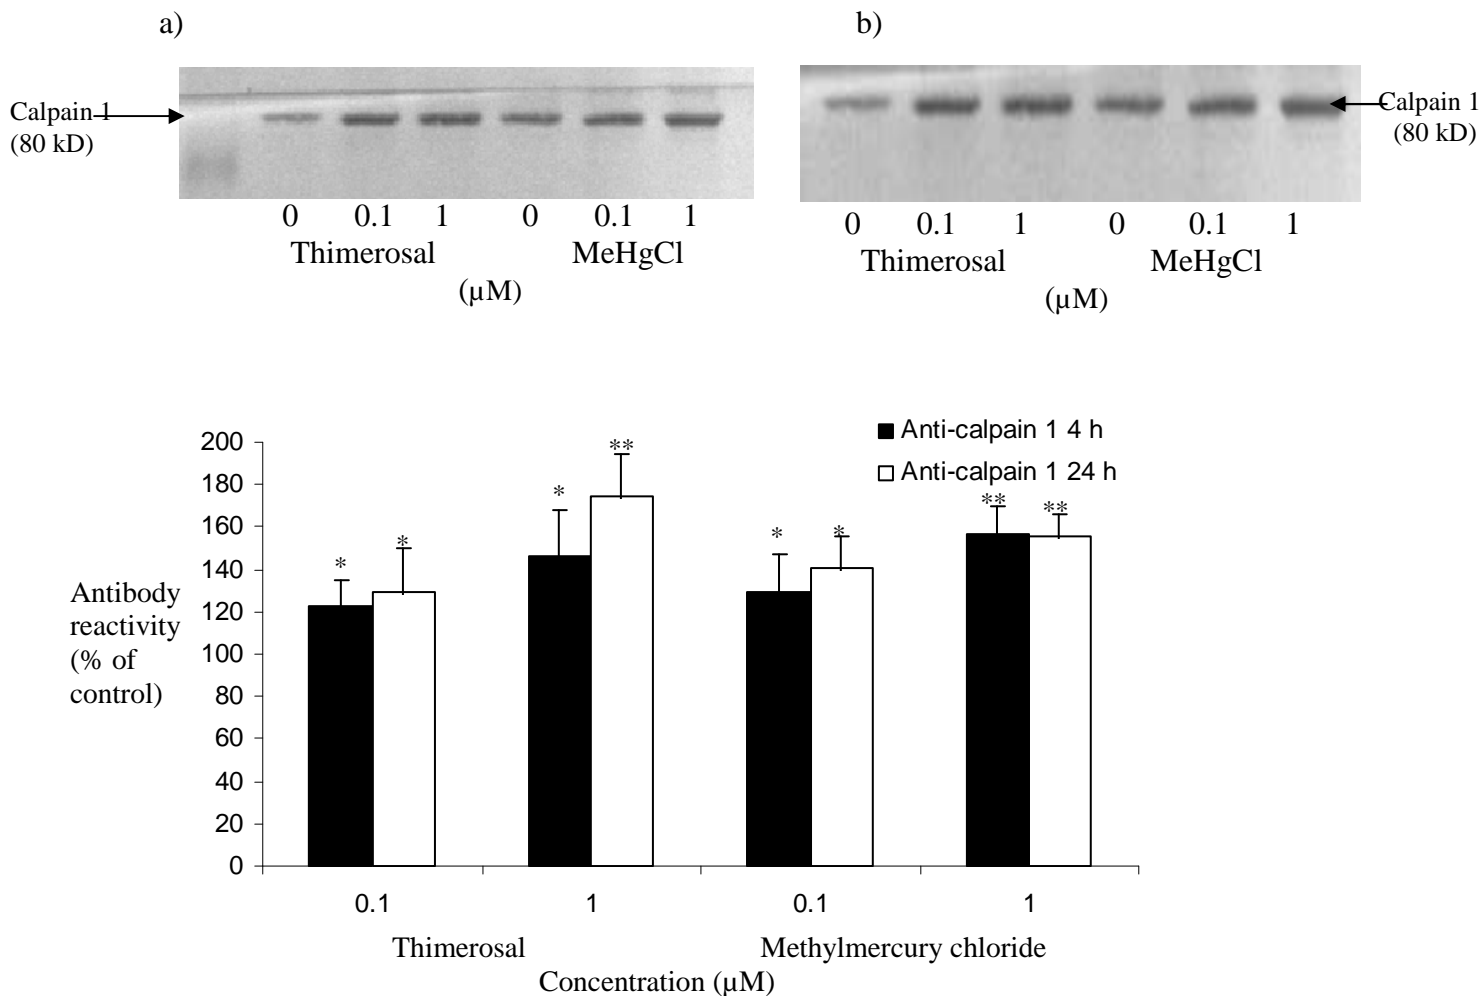 a)
Calpain 1
(80 kD)
0 0.1 1 0 0.1 1
Thimerosal MeHgCl
(µM)
b)
Calpain 1
(80 kD)
0 0.1 1 0 0.1 1
Thimerosal MeHgCl
(µM)
Anti-calpain 1 4 h
Anti-calpain 1 24 h
Antibody
reactivity
(% of
control)
200
180
160
140
120
100
80
60
40
20
0
* * * ** * * ** **
0.1 1 0.1 1
Thimerosal Methylmercury chloride
Concentration (µM)